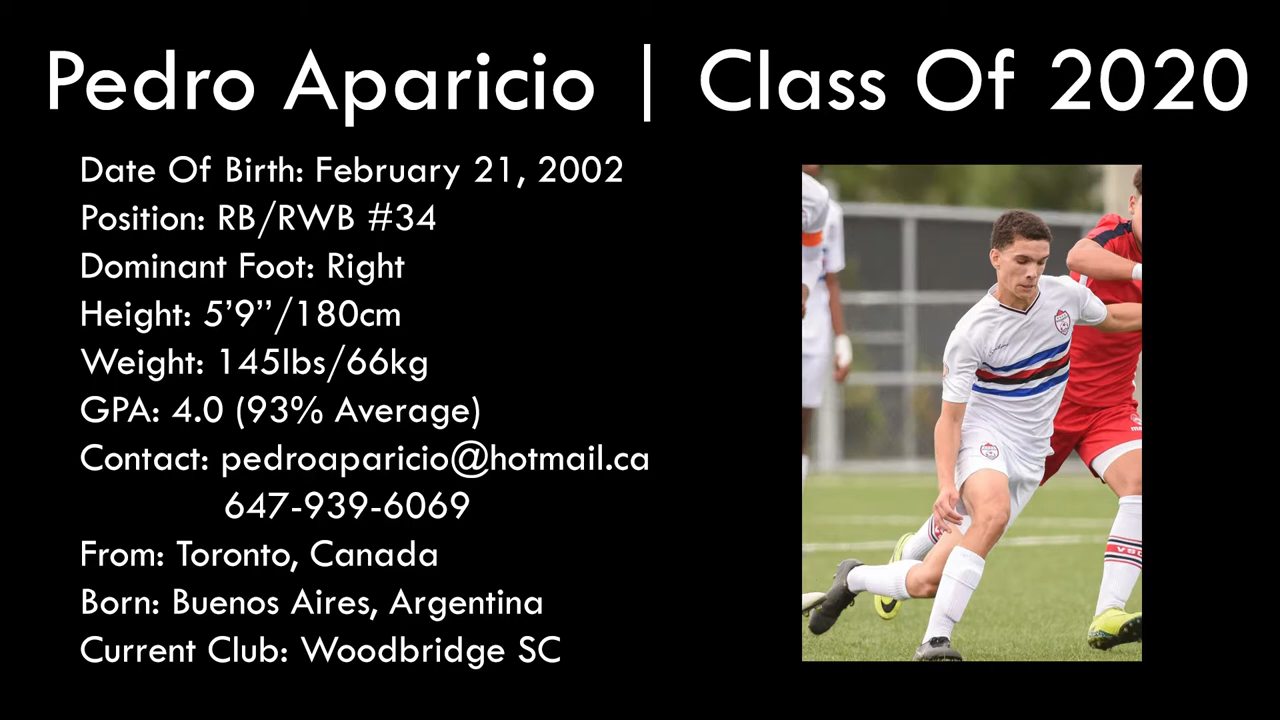 Pedro Aparicio | Class Of 2020
Date Of Birth: February 21, 2002
Position: RB/RWB #34
Dominant Foot: Right
Height: 5’9’’/180cm
Weight: 145lbs/66kg
GPA: 4.0 (93% Average)
Contact: pedroaparicio@hotmail.ca
647-939-6069
From: Toronto, Canada
Born: Buenos Aires, Argentina
Current Club: Woodbridge SC